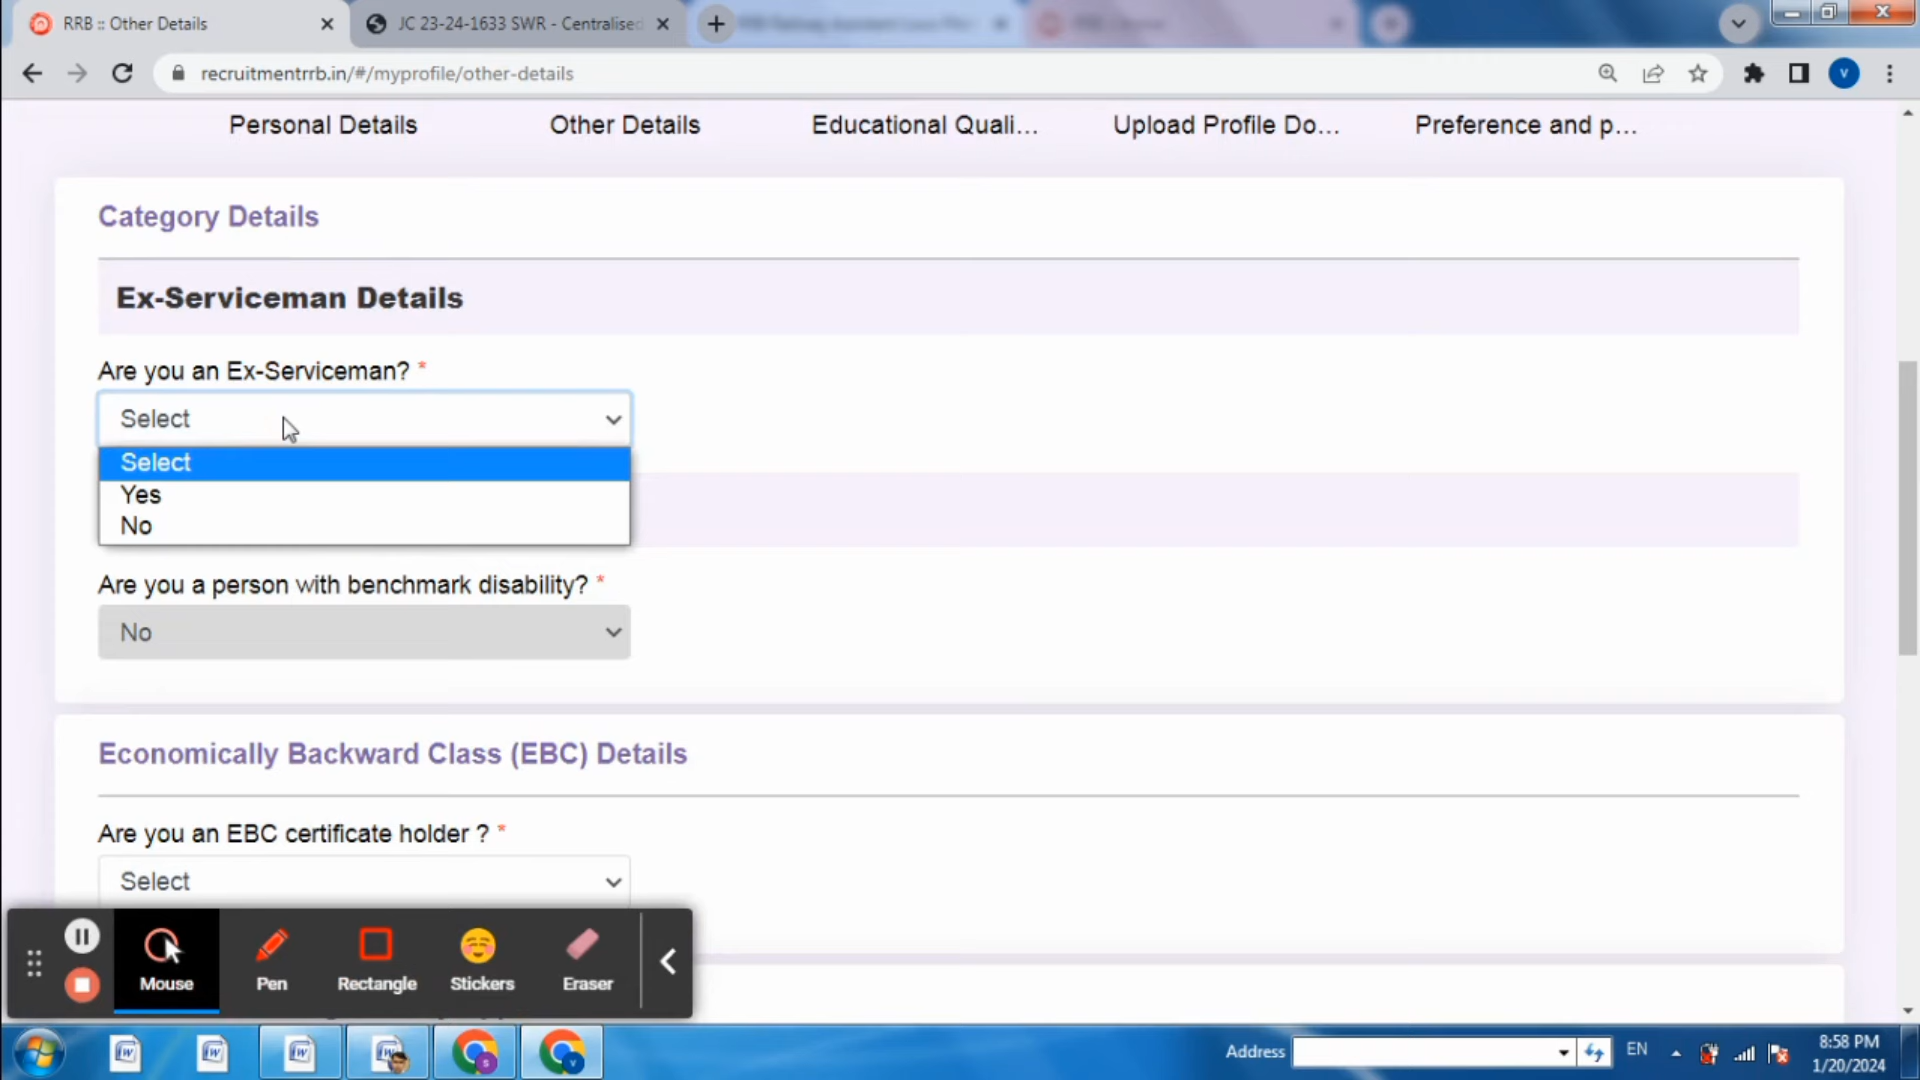 RRB :: Other Details
JC 23-24-1633 SWR - Centralised
recruitmentrrb.in/#/myprofile/other-details
V
Personal Details
Other Details
Educational Quali...
Upload Profile Do...
Preference and p...
Category Details
Ex-Serviceman Details
Are you an Ex-Serviceman? *
Select
Select
Yes
No
Are you a person with benchmark disability? *
No
Economically Backward Class (EBC) Details
Are you an EBC certificate holder ? *
Select
Mouse
Pen
Rectangle
Stickers
Eraser
Address
EN
8:58 PM
1/20/2024